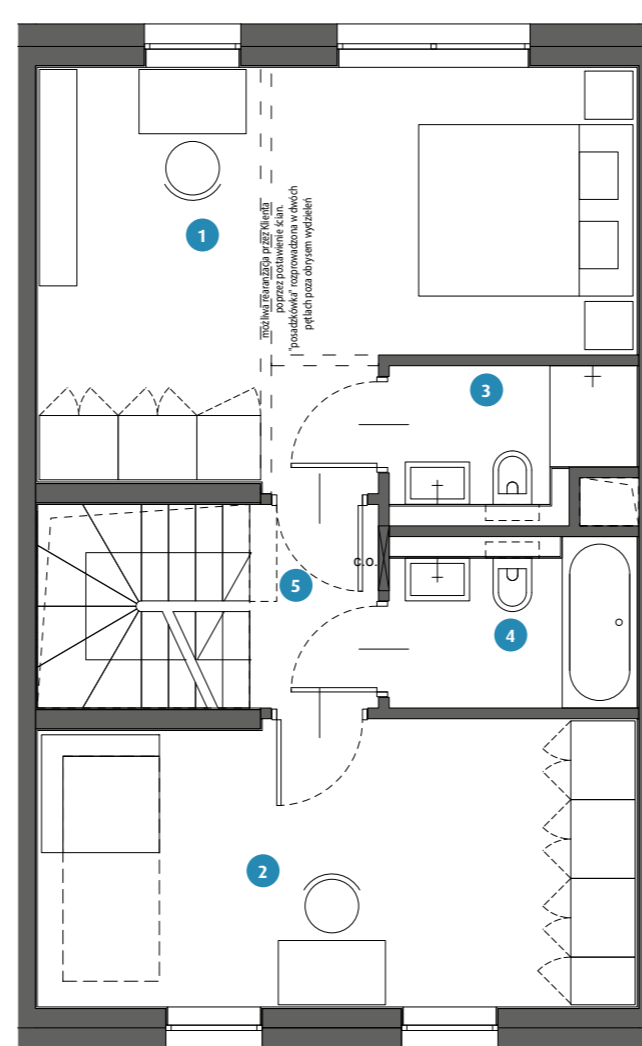 1
możliwa rearanżacja przez Klienta
poprzez postawienie ścian.
"posadzkówka" rozprowadzona w dwóch
pętlach poza obrysem wydzieleń
3
c.o.
5
4
2